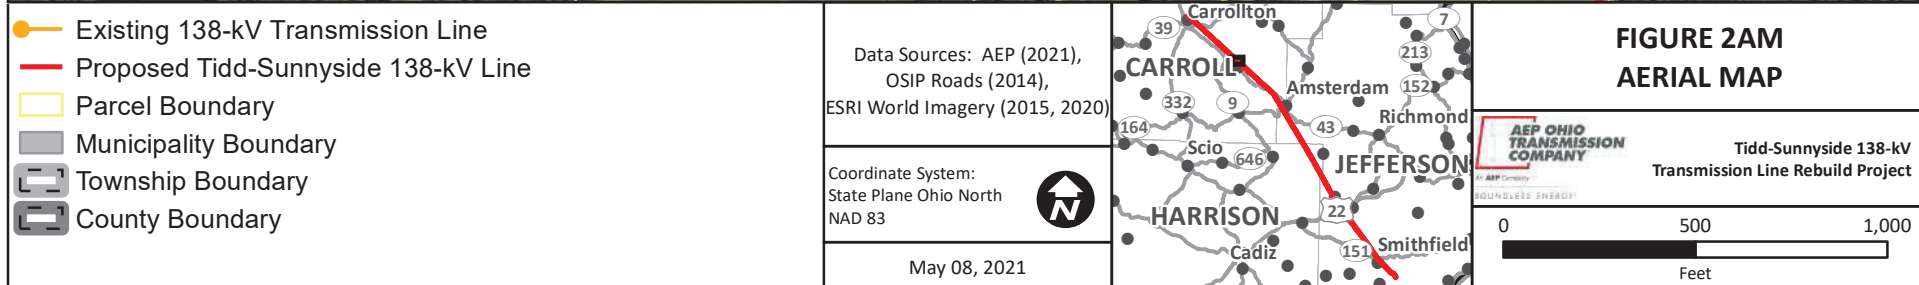 Existing 138-kV Transmission Line
Proposed Tidd-Sunnyside 138-kV Line
Parcel Boundary
Municipality Boundary
Township Boundary
County Boundary
Data Sources: AEP (2021),
OSIP Roads (2014),
ESRI World Imagery (2015, 2020)
Coordinate System:
State Plane Ohio North
NAD 83
N
May 08, 2021
Carrollton
39
7
213
CARROLL
Amsterdam
152
332
9
Richmond
164
43
Scio
646
JEFFERSON
HARRISON
22
Cadiz
151
Smithfield
FIGURE 2AM
AERIAL MAP
AEP OHIO
TRANSMISSION
COMPANY
An AEP Company
BOUNDLESS ENERGY
Tidd-Sunnyside 138-kV
Transmission Line Rebuild Project
0 500 1,000
Feet